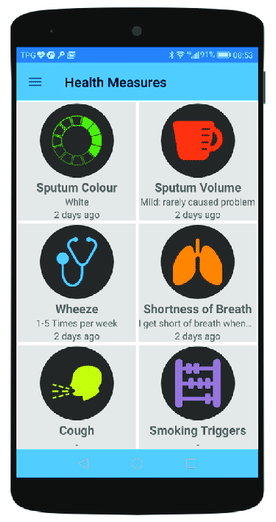 TPG 91% 08:53
Health Measures
Sputum Colour
White
2 days ago
Sputum Volume
Mild: rarely caused problem
2 days ago
Wheeze
1-5 Times per week
2 days ago
Shortness of Breath
I get short of breath when...
2 days ago
Cough
-
Smoking Triggers
-